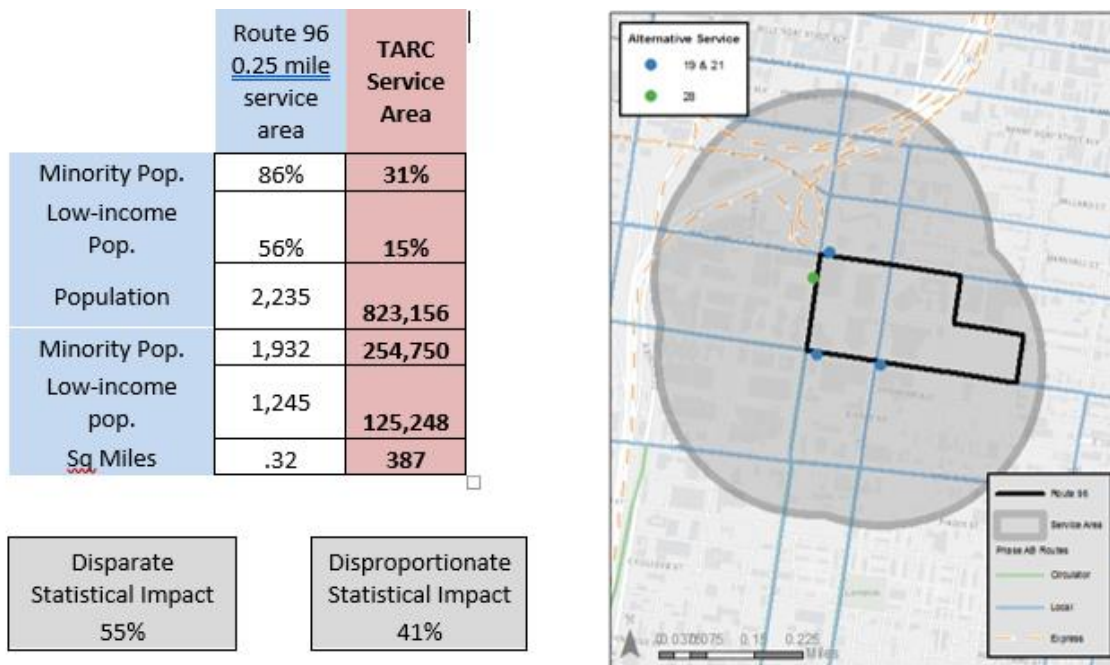 Route 96
0.25 mile
service
area
TARC
Service
Area
Minority Pop.
86%
31%
Low-income
Pop.
56%
15%
Population
2,235
823,156
Minority Pop.
1,932
254,750
Low-income
pop.
1,245
125,248
Sq Miles
.32
387
Disparate
Statistical Impact
55%
Disproportionate
Statistical Impact
41%
Alternative Service
19 & 21
28
Route 96
Service Area
Phase AB Routes
Circulator
Local
Express
Miles